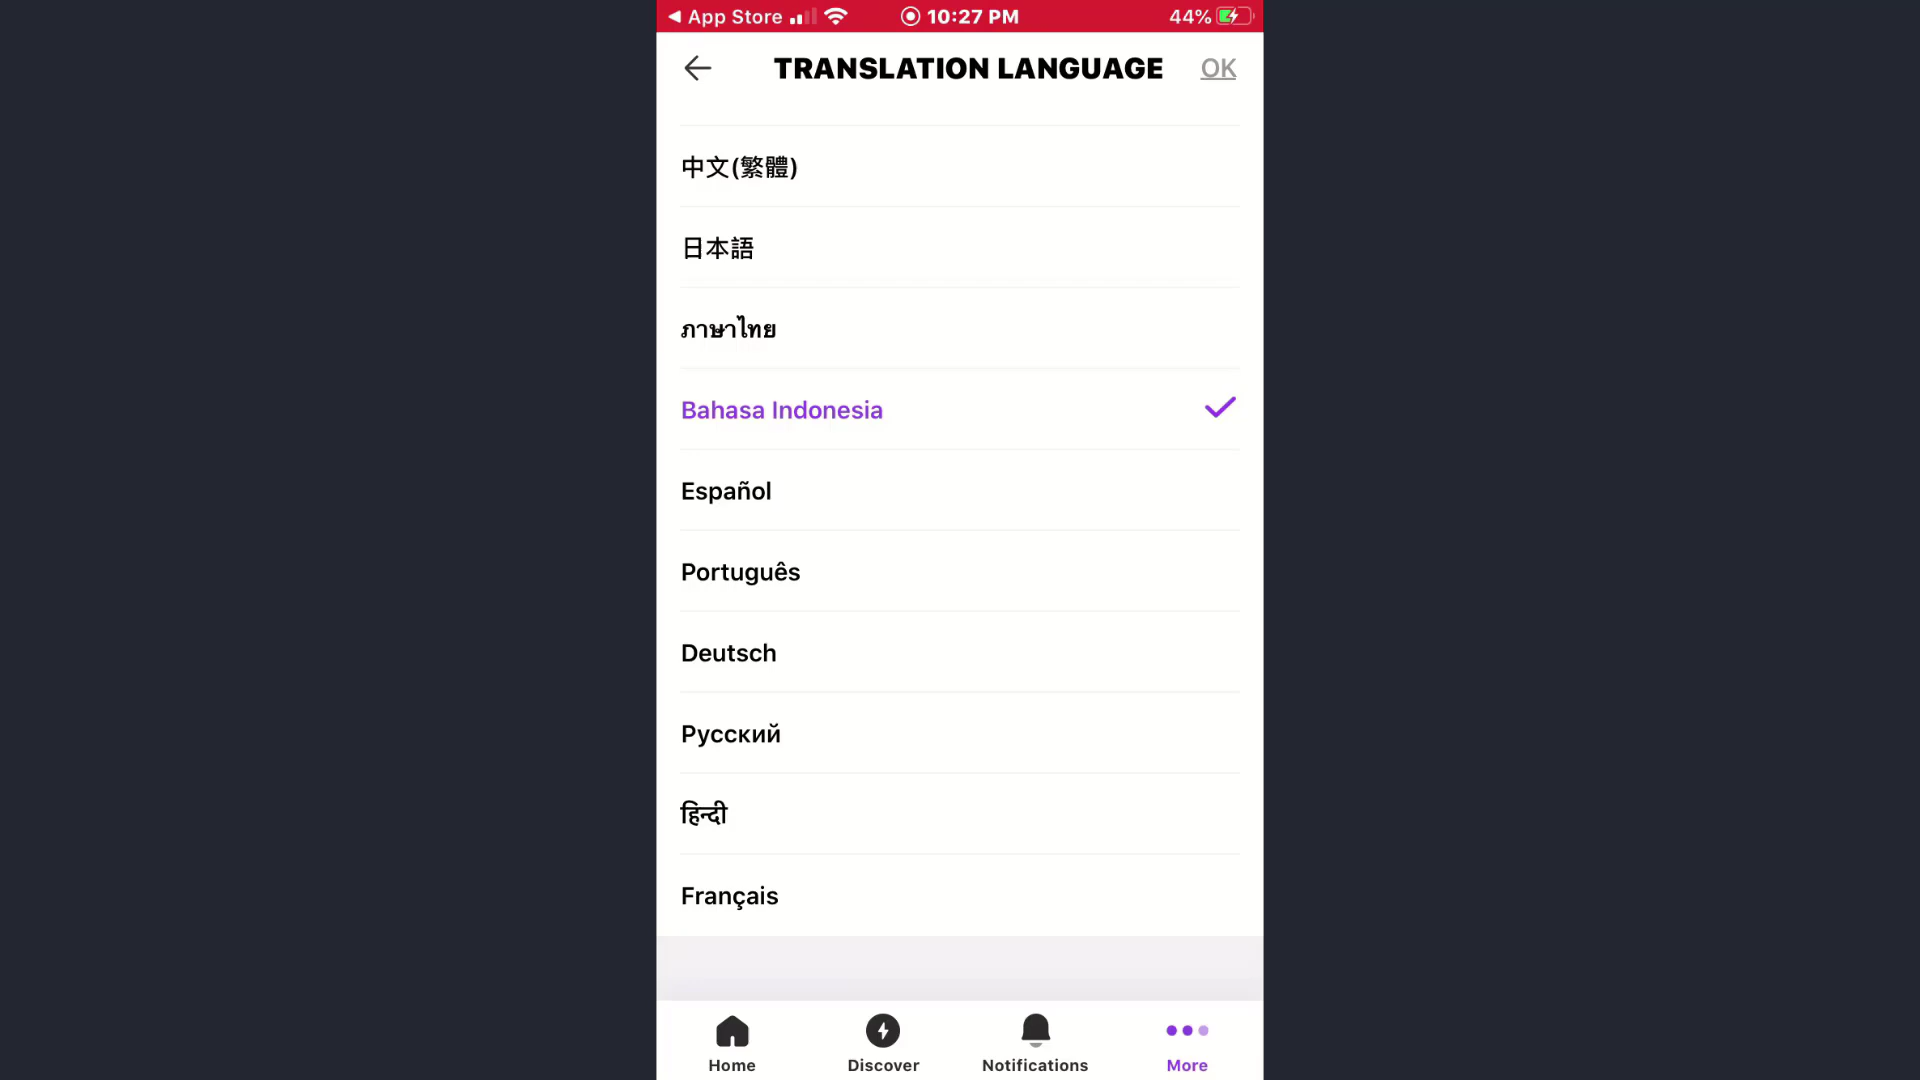 App Store
10:27 PM
44%
TRANSLATION LANGUAGE
OK
中文(繁體)
日本語
ภาษาไทย
Bahasa Indonesia
Español
Português
Deutsch
Русский
हिन्दी
Français
Home
Discover
Notifications
More